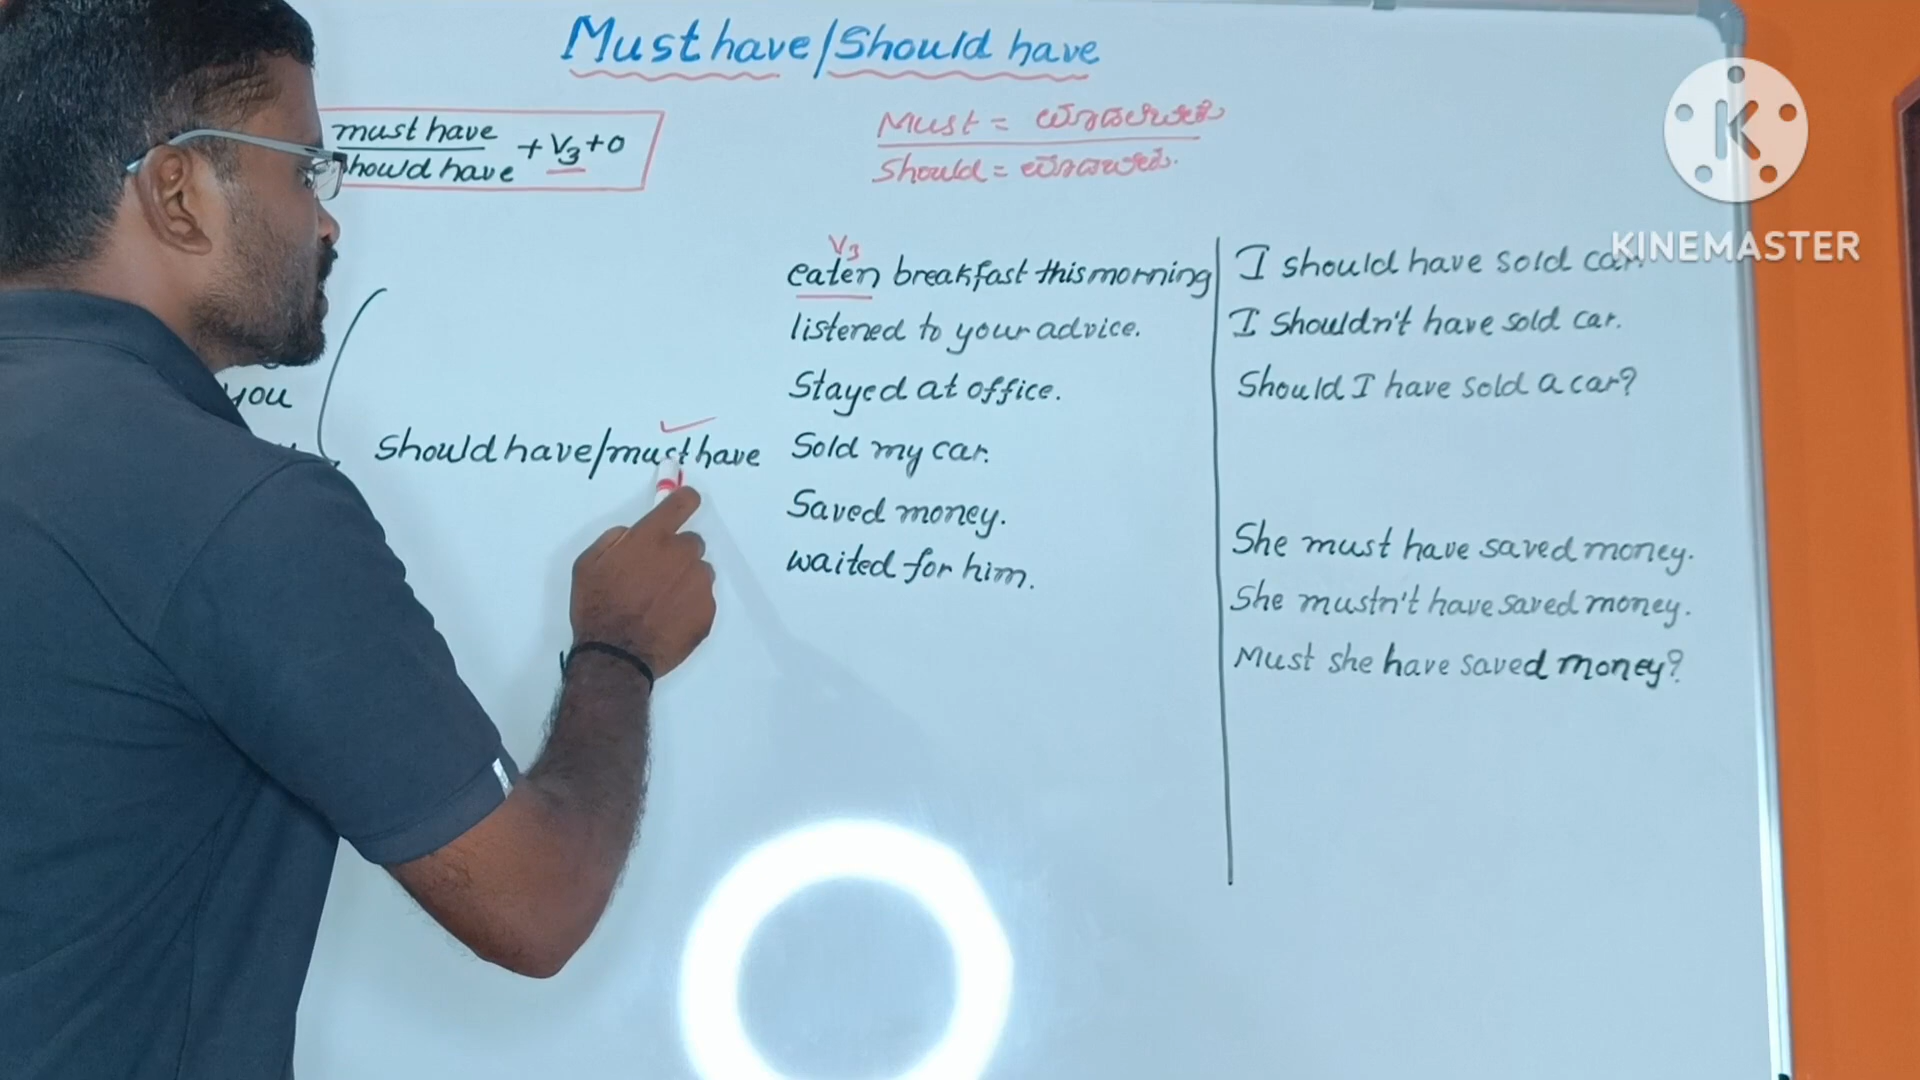 Must have/Should have
must have
should have
+ V3 + O
Must = ಮಾಡಲೇಬೇಕು
Should = ಮಾಡಬೇಕು.
KINEMASTER
you
Should have/must have
V3
eaten breakfast this morning
listened to your advice.
Stayed at office.
Sold my car.
Saved money.
waited for him.
I should have sold car.
I shouldn't have sold car.
Should I have sold a car?
She must have saved money.
She mustn't have saved money.
Must she have saved money?